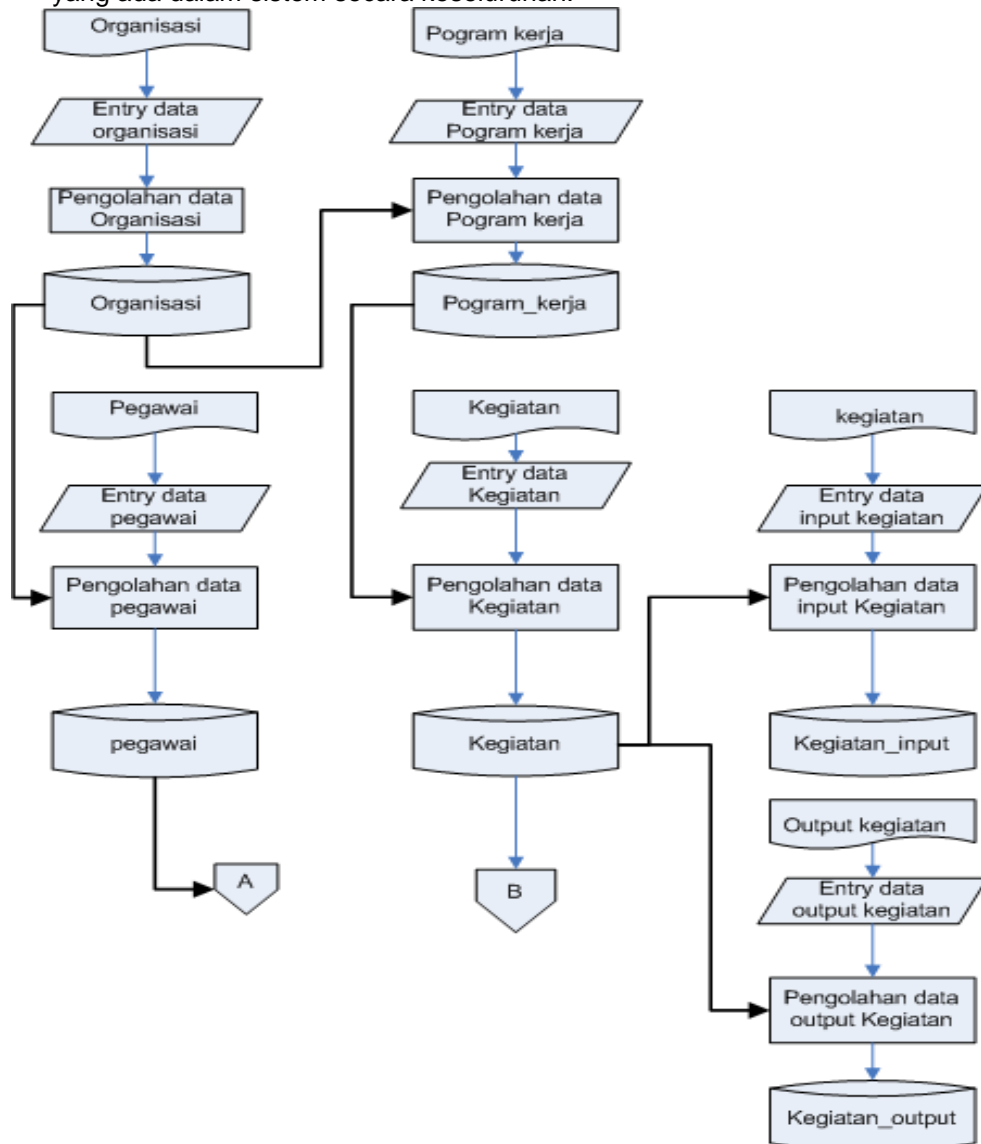 yang ada dalam sistem secara keseluruhan.
Organisasi
Entry data
organisasi
Pengolahan data
Organisasi
Organisasi
Pogram kerja
Entry data
Pogram kerja
Pengolahan data
Pogram kerja
Pogram_kerja
Pegawai
Entry data
pegawai
Pengolahan data
pegawai
pegawai
A
Kegiatan
Entry data
Kegiatan
Pengolahan data
Kegiatan
Kegiatan
B
kegiatan
Entry data
input kegiatan
Pengolahan data
input Kegiatan
Kegiatan_input
Output kegiatan
Entry data
output kegiatan
Pengolahan data
output Kegiatan
Kegiatan_output